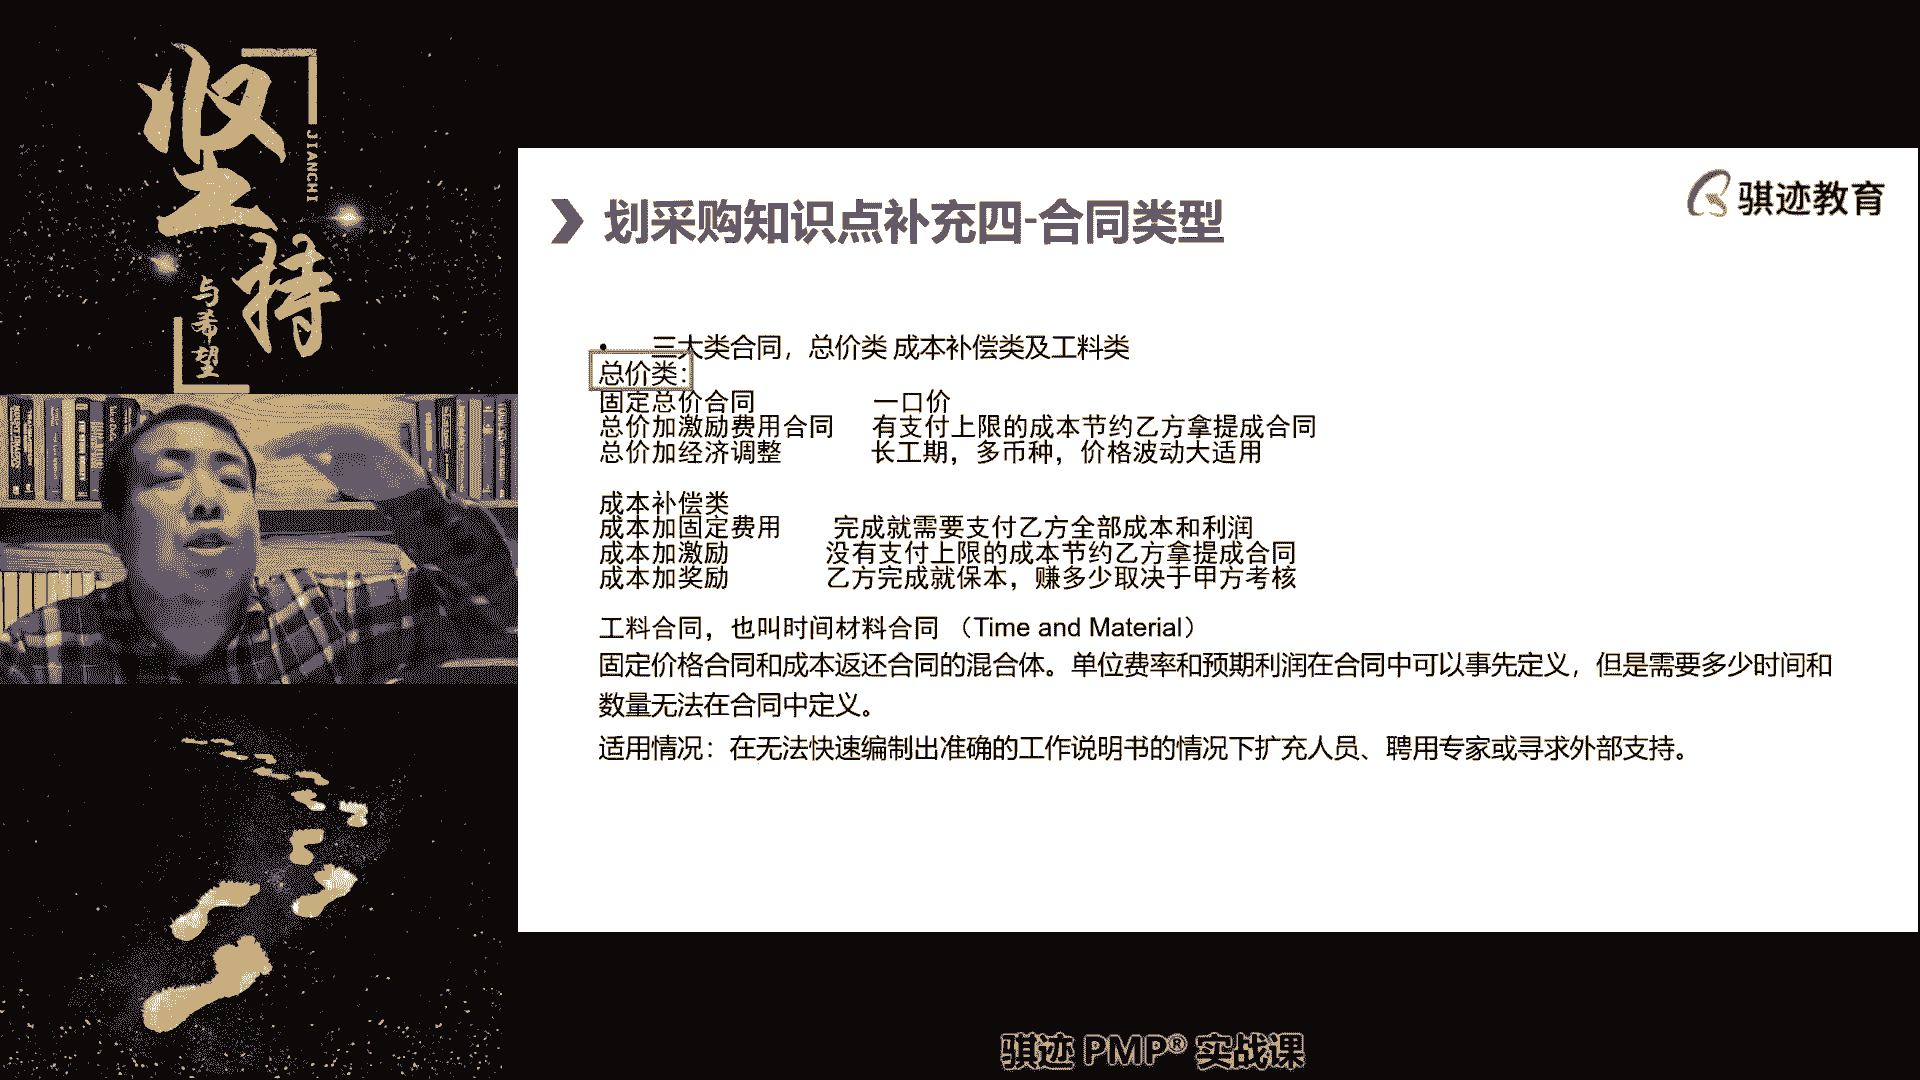 坚持
JIANCHI
与希望
划采购知识点补充四-合同类型
骐迹教育
• 三大类合同，总价类 成本补偿类及工料类
总价类：
固定总价合同 一口价
总价加激励费用合同 有支付上限的成本节约乙方拿提成合同
总价加经济调整 长工期，多币种，价格波动大适用
成本补偿类
成本加固定费用 完成就需要支付乙方全部成本和利润
成本加激励 没有支付上限的成本节约乙方拿提成合同
成本加奖励 乙方完成就保本，赚多少取决于甲方考核
工料合同，也叫时间材料合同 （Time and Material）
固定价格合同和成本返还合同的混合体。单位费率和预期利润在合同中可以事先定义，但是需要多少时间和
数量无法在合同中定义。
适用情况：在无法快速编制出准确的工作说明书的情况下扩充人员、聘用专家或寻求外部支持。
骐迹 PMP® 实战课